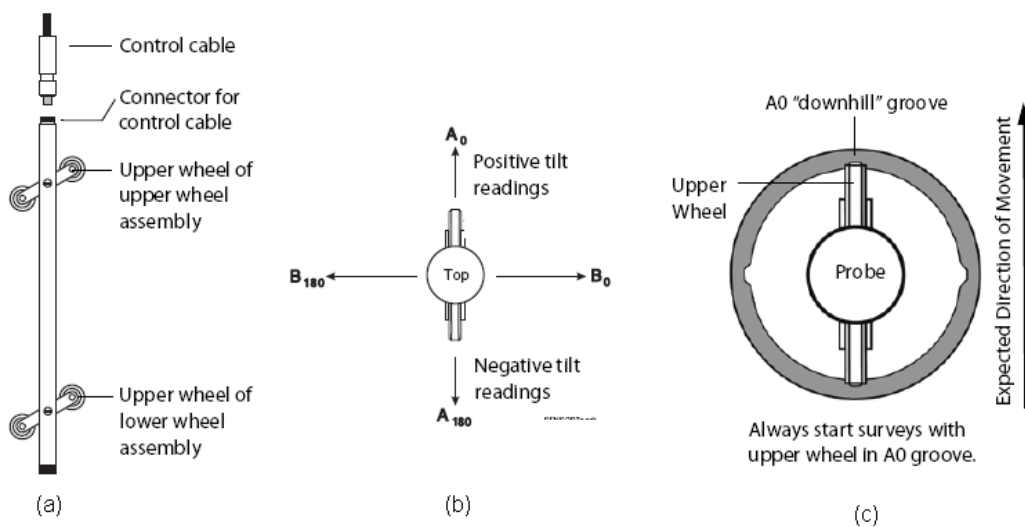 Control cable
Connector for
control cable
Upper wheel of
upper wheel
assembly
Upper wheel of
lower wheel
assembly
(a)
A0
Positive tilt
readings
B180
Top
B0
Negative tilt
readings
A180
(b)
A0 "downhill" groove
Upper
Wheel
Probe
Expected Direction of Movement
Always start surveys with
upper wheel in A0 groove.
(c)